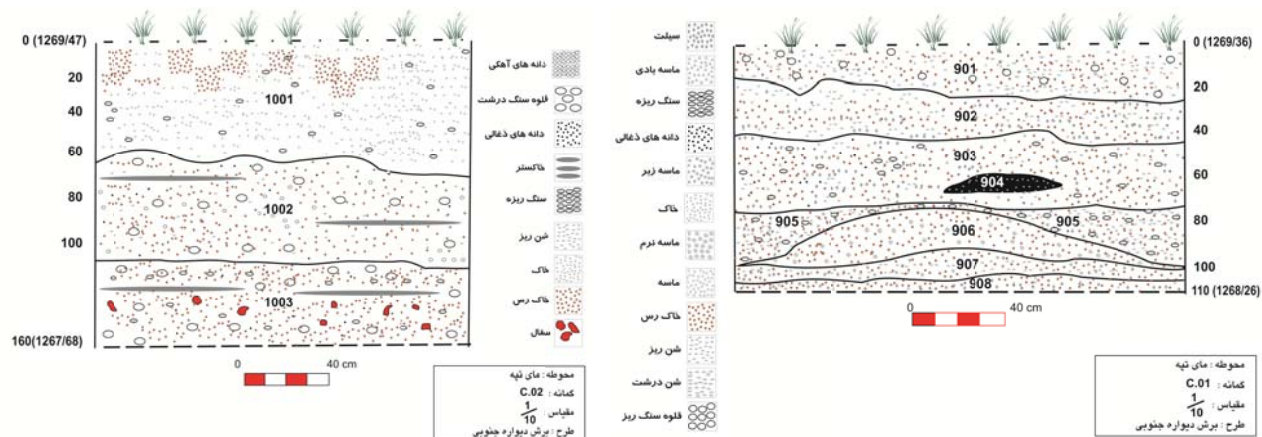 0 (1269/47)
20
40
60
80
100
160(1267/68)
1001
1002
1003
0
40 cm
دانه های آهکی
قلوه سنگ درشت
دانه های ذغالی
خاکستر
سنگ ریزه
شن ریز
خاک
خاک رس
سفال
محوطه : مای تپه
گمانه : C.02
مقیاس : 1/10
طرح : برش دیواره جنوبی
سیلت
ماسه بادی
سنگ ریزه
دانه های ذغالی
ماسه زبر
خاک
ماسه نرم
ماسه
خاک رس
شن ریز
شن درشت
قلوه سنگ ریز
901
902
903
904
905
905
906
907
908
0 (1269/36)
20
40
60
80
100
110 (1268/26)
0
40 cm
محوطه : مای تپه
گمانه : C.01
مقیاس : 1/10
طرح : برش دیواره جنوبی